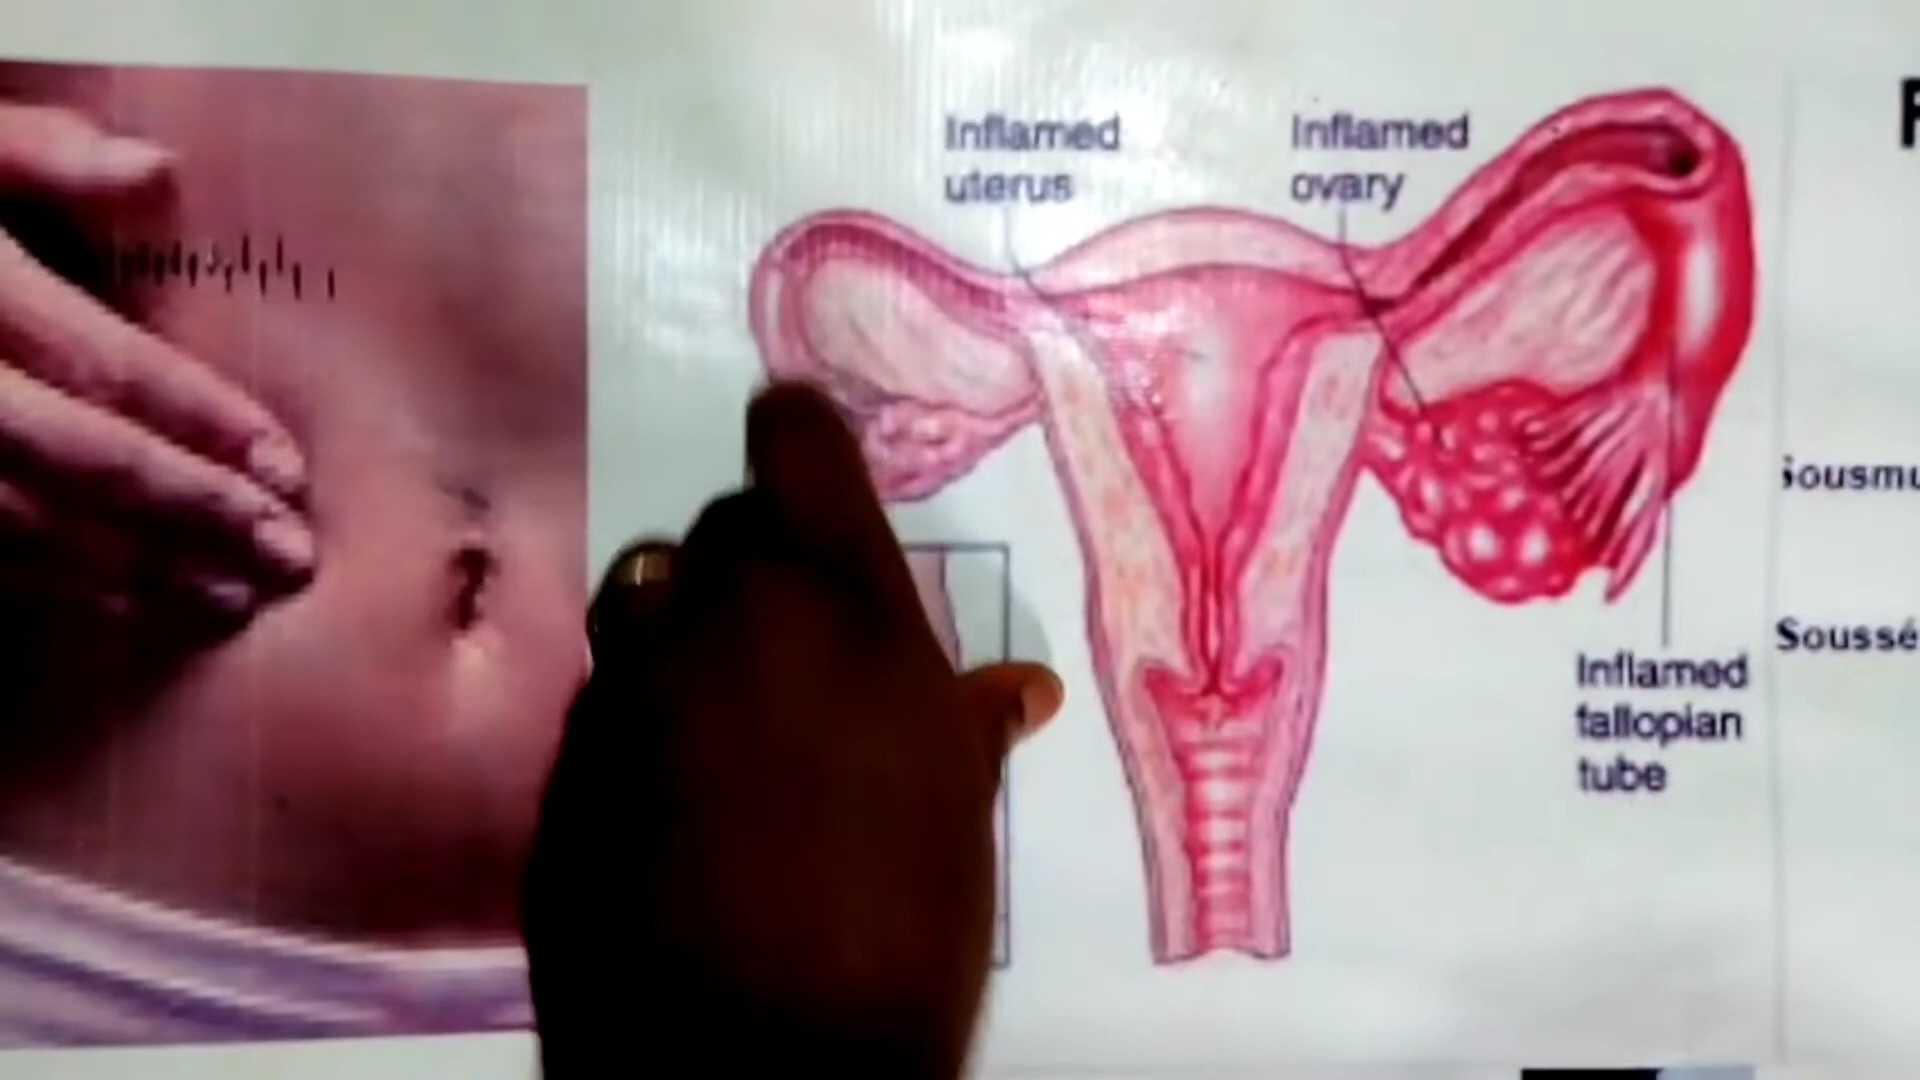 Inflamed
uterus
Inflamed
ovary
Inflamed
fallopian
tube